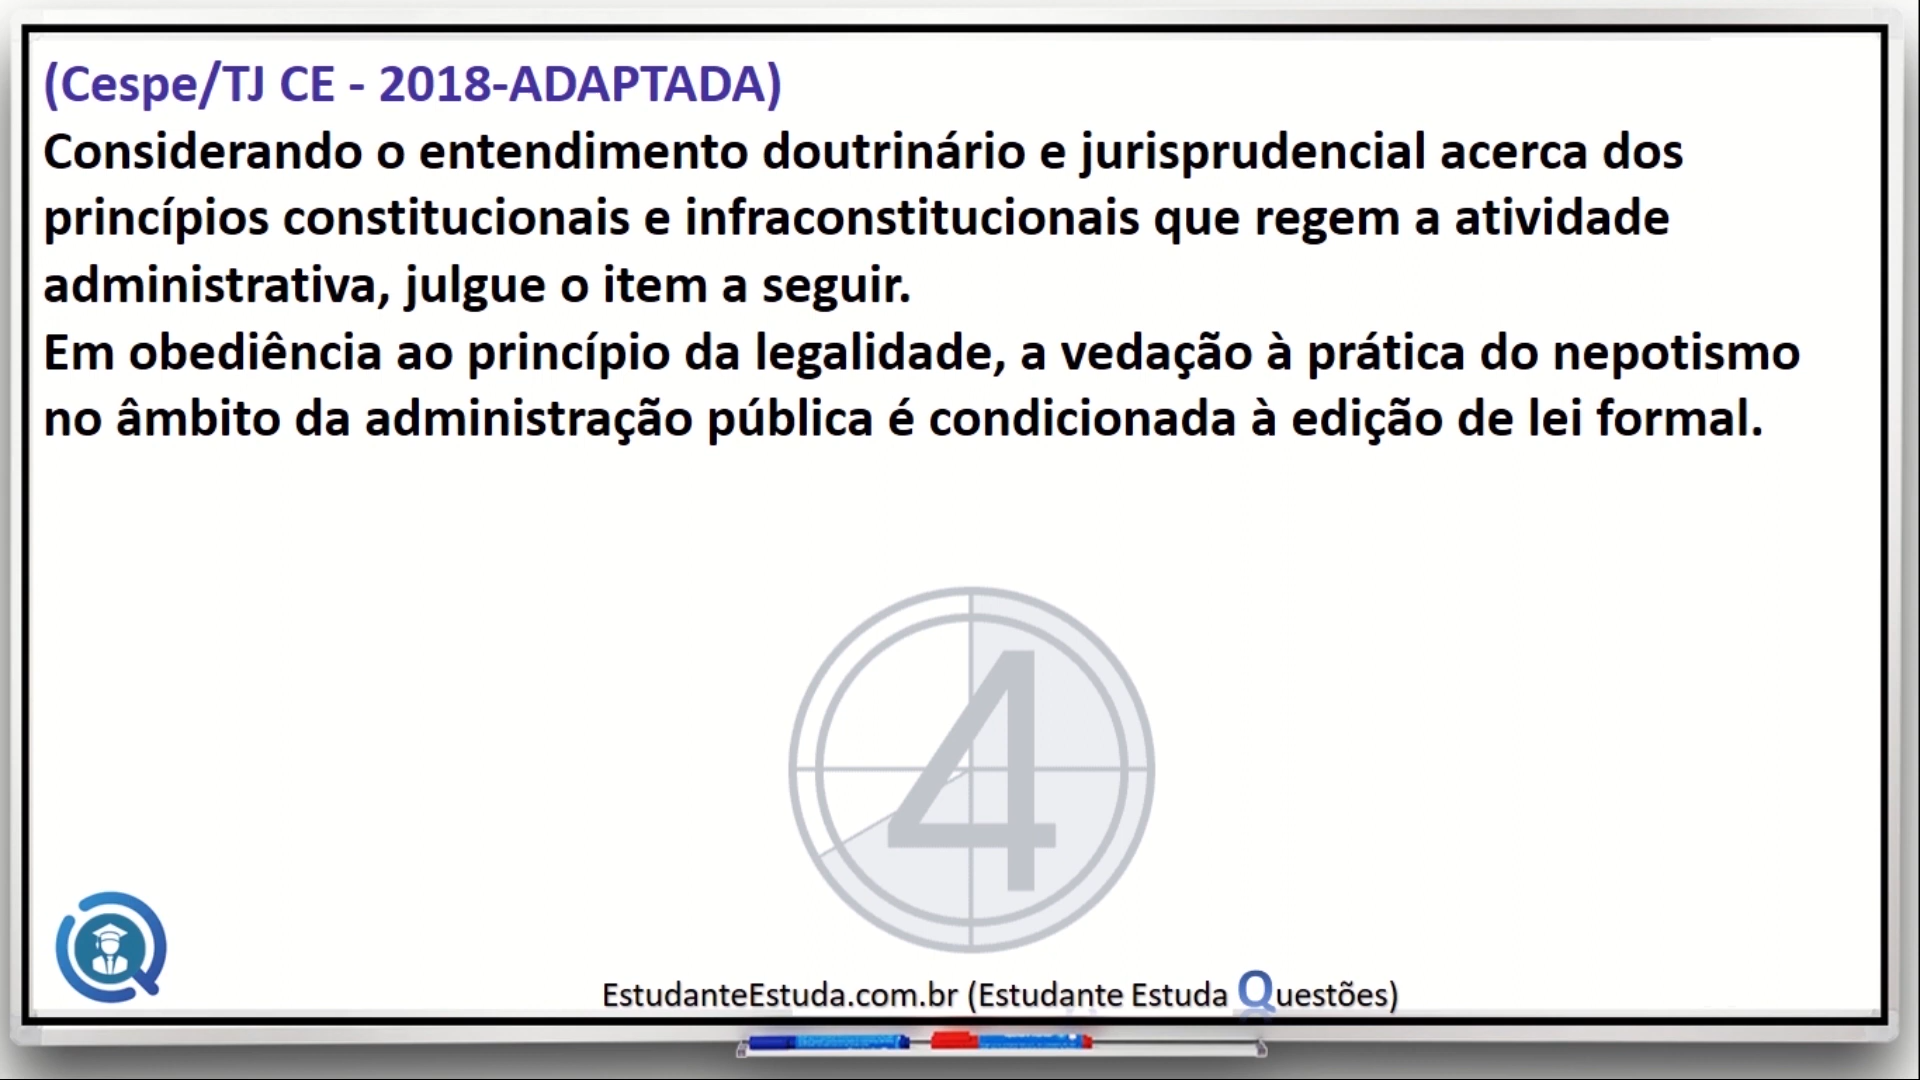 (Cespe/TJ CE - 2018-ADAPTADA)
Considerando o entendimento doutrinário e jurisprudencial acerca dos
princípios constitucionais e infraconstitucionais que regem a atividade
administrativa, julgue o item a seguir.
Em obediência ao princípio da legalidade, a vedação à prática do nepotismo
no âmbito da administração pública é condicionada à edição de lei formal.
4
EstudanteEstuda.com.br (Estudante Estuda Questões)